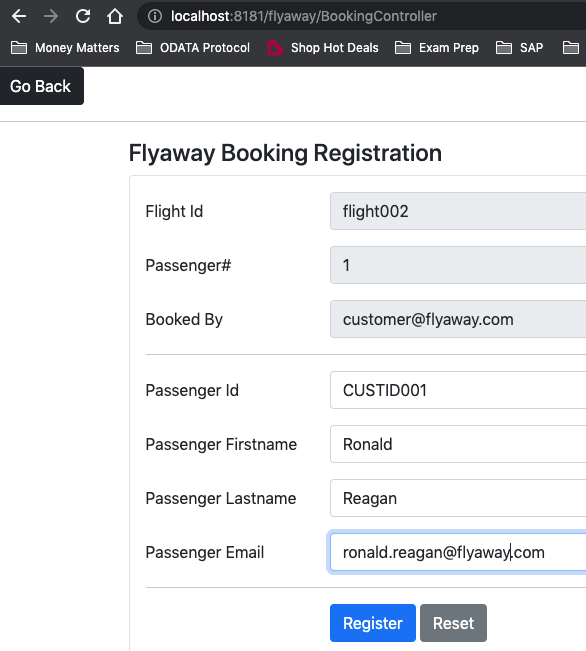 localhost:8181/flyaway/BookingController
Money Matters ODATA Protocol Shop Hot Deals Exam Prep SAP
Go Back
Flyaway Booking Registration
Flight Id flight002
Passenger# 1
Booked By customer@flyaway.com
Passenger Id CUSTID001
Passenger Firstname Ronald
Passenger Lastname Reagan
Passenger Email ronald.reagan@flyaway.com
Register Reset